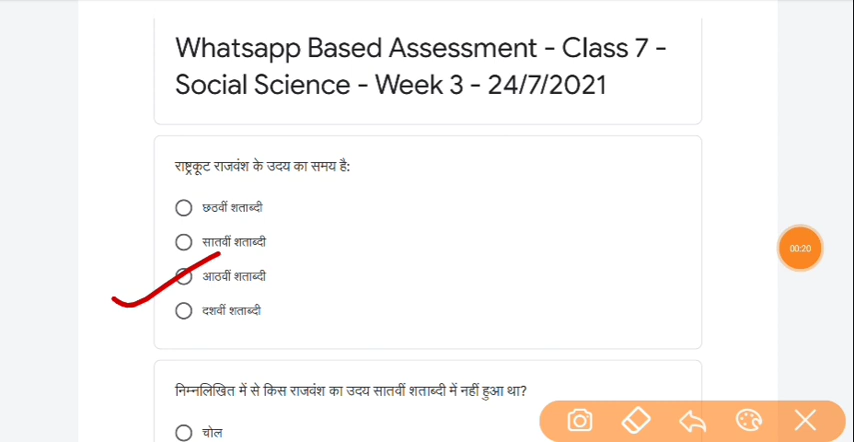 Whatsapp Based Assessment - Class 7 -
Social Science - Week 3 - 24/7/2021
राष्ट्रकूट राजवंश के उदय का समय है:
छठवीं शताब्दी
सातवीं शताब्दी
आठवीं शताब्दी
दशवीं शताब्दी
00:20
निम्नलिखित में से किस राजवंश का उदय सातवीं शताब्दी में नहीं हुआ था?
चोल